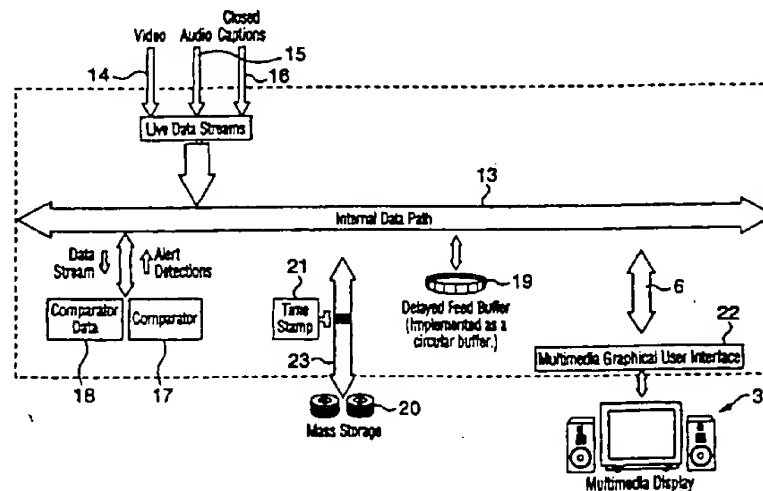 Video Audio Closed Captions
14 15 16
Live Data Streams
13
Internal Data Path
Data Stream
Alert Detections
Comparator Data
Comparator
18
17
21
Time Stamp
23
20
Mass Storage
19
Delayed Feed Buffer
(Implemented as a
circular buffer.)
6
22
Multimedia Graphical User Interface
3
Multimedia Display